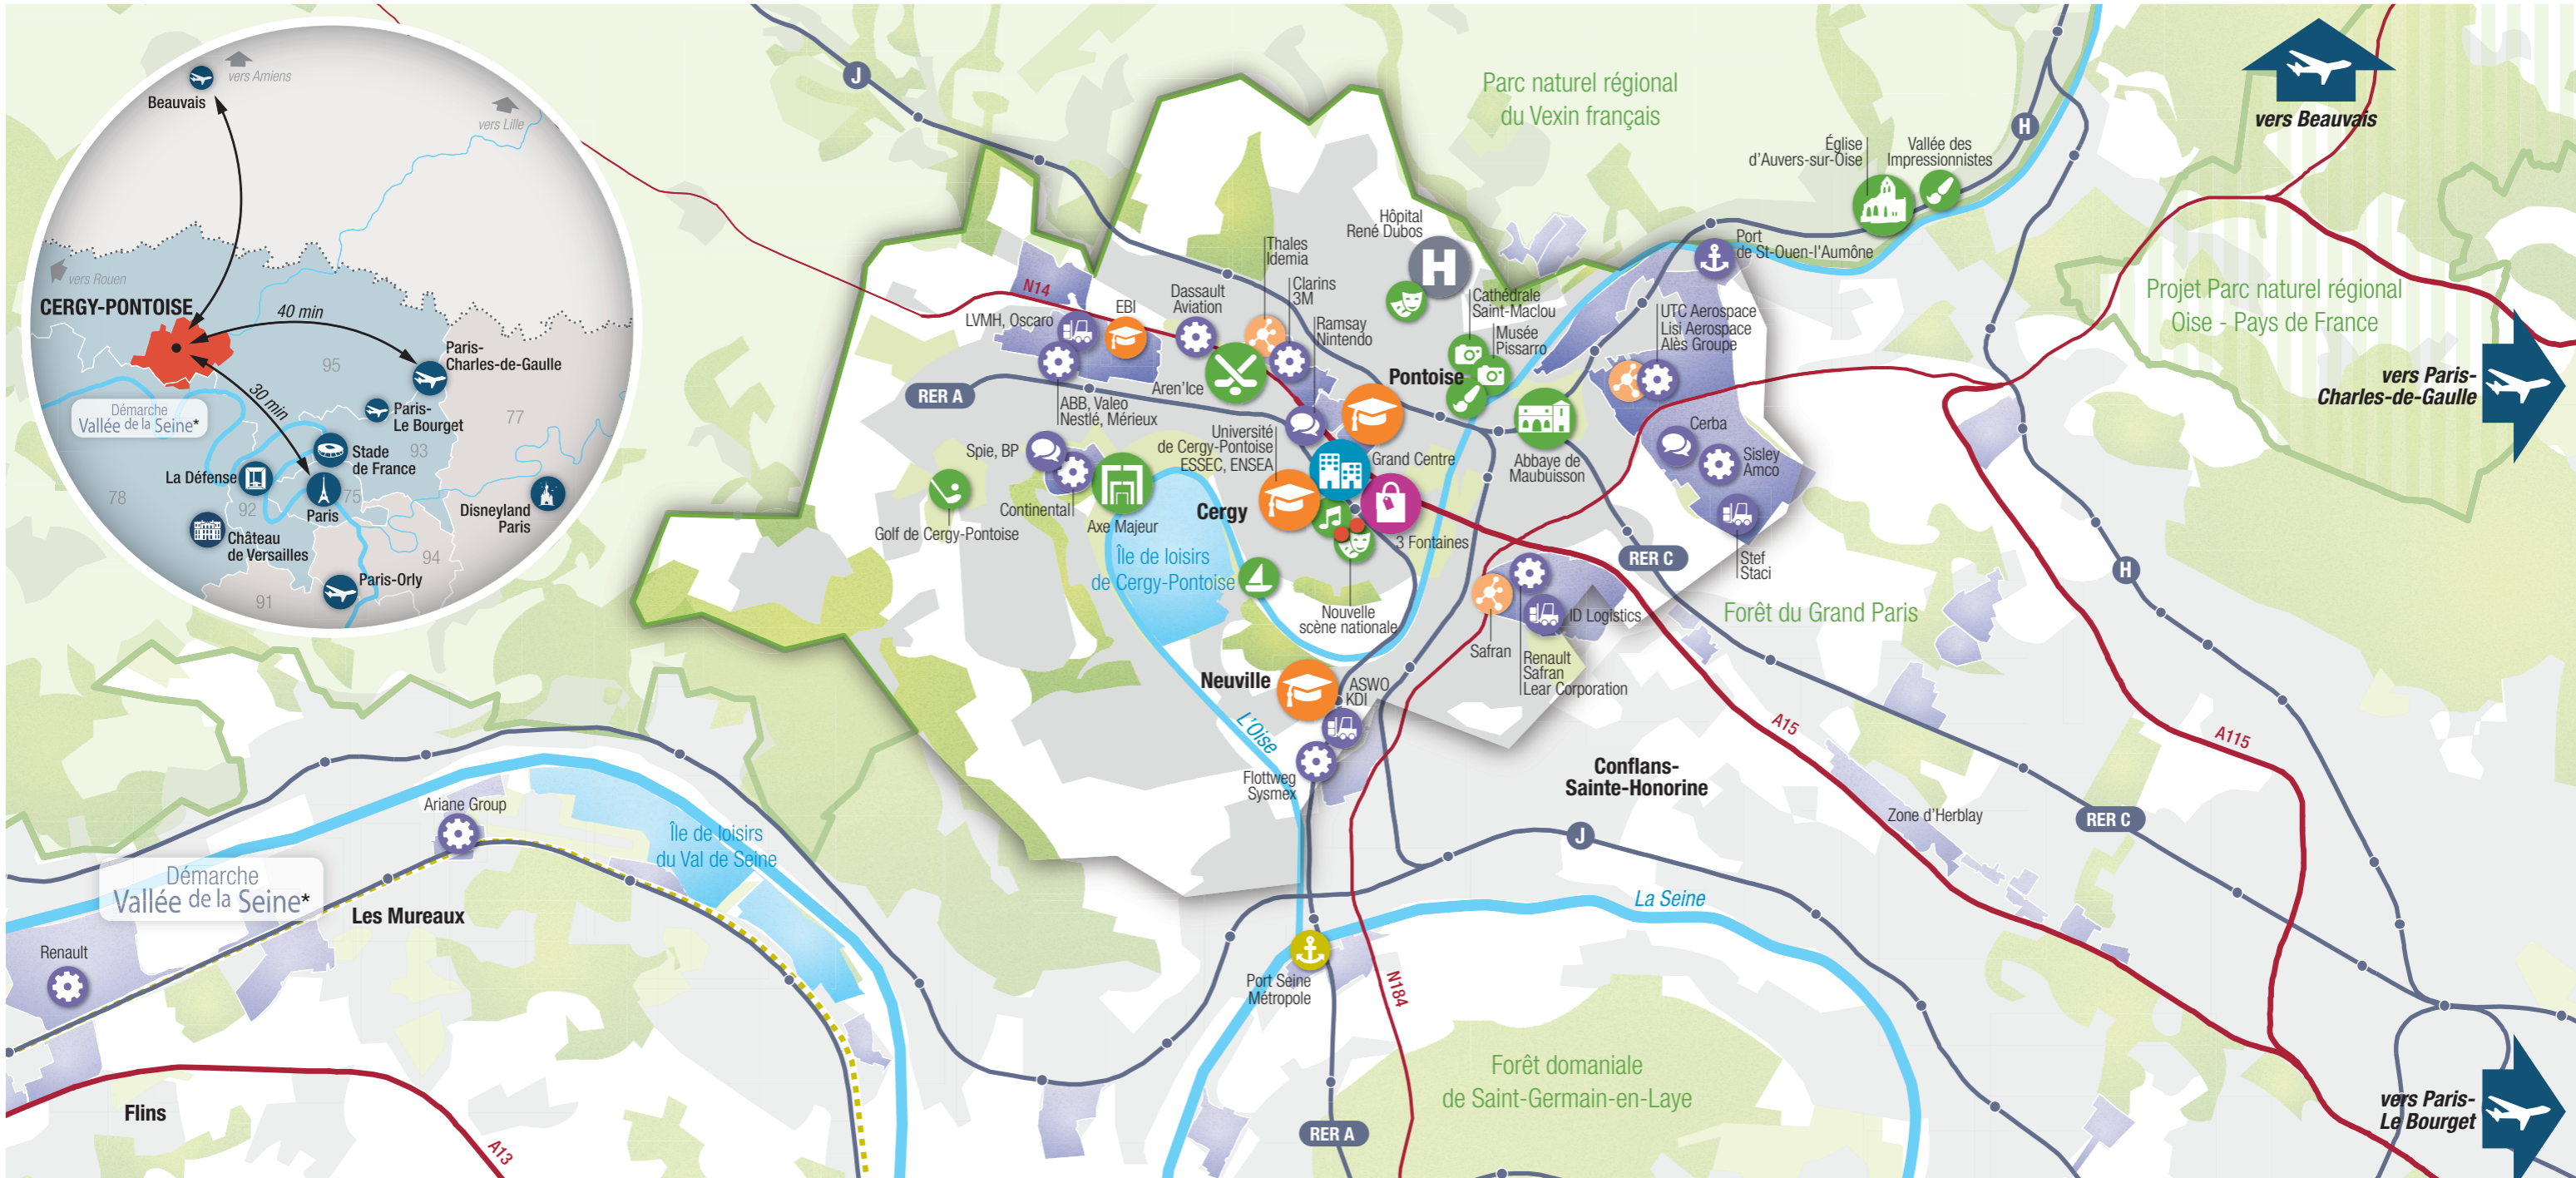 vers Amiens
Beauvais
vers Lille
vers Rouen
CERGY-PONTOISE
40 min
95
Paris-
Charles-de-Gaulle
30 min
Démarche
Vallée de la Seine*
Paris-
Le Bourget
77
93
Stade
de France
La Défense
78
92
75
Paris
Disneyland
Paris
Château
de Versailles
94
Paris-Orly
91
J
Parc naturel régional
du Vexin français
H
vers Beauvais
Église
d'Auvers-sur-Oise
Vallée des
Impressionnistes
Hôpital
René Dubos
H
Port
de St-Ouen-l'Aumône
Thales
Idemia
Clarins
3M
Cathédrale
Saint-Maclou
Projet Parc naturel régional
Oise - Pays de France
N14
EBI
Dassault
Aviation
LVMH, Oscaro
Ramsay
Nintendo
Musée
Pissarro
UTC Aerospace
Lisi Aerospace
Alès Groupe
Pontoise
RER A
Aren'Ice
ABB, Valeo
Nestlé, Mérieux
vers Paris-
Charles-de-Gaulle
Université
de Cergy-Pontoise
ESSEC, ENSEA
Spie, BP
Grand Centre
Abbaye de
Maubuisson
Cerba
Sisley
Amco
Continental
Cergy
Axe Majeur
Golf de Cergy-Pontoise
3 Fontaines
Île de loisirs
de Cergy-Pontoise
RER C
Stef
Staci
H
Nouvelle
scène nationale
ID Logistics
Forêt du Grand Paris
Safran
Renault
Safran
Lear Corporation
Neuville
ASWO
KDI
L'Oise
A15
A115
Flottweg
Sysmex
Conflans-
Sainte-Honorine
Ariane Group
Île de loisirs
du Val de Seine
Zone d'Herblay
RER C
J
Démarche
Vallée de la Seine*
Les Mureaux
La Seine
Renault
Port Seine
Métropole
N184
Forêt domaniale
de Saint-Germain-en-Laye
Flins
A13
RER A
vers Paris-
Le Bourget